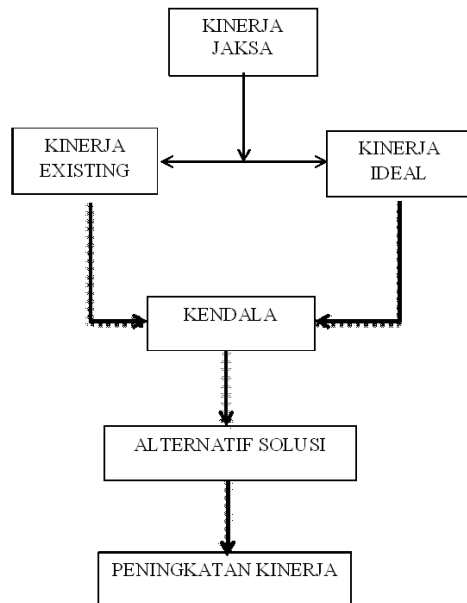 KINERJA
JAKSA
KINERJA
EXISTING
KINERJA
IDEAL
KENDALA
ALTERNATIF SOLUSI
PENINGKATAN KINERJA